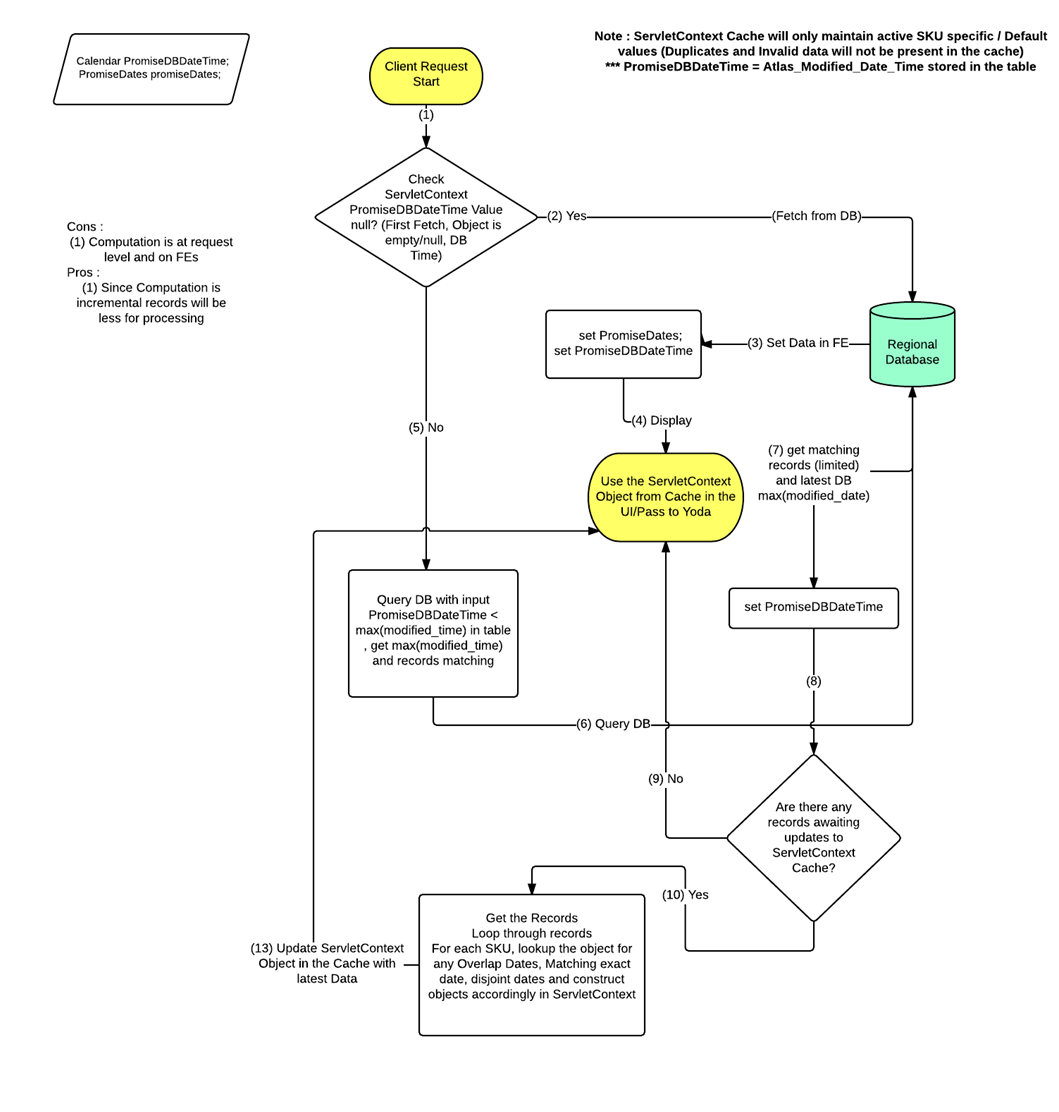 Note : ServletContext Cache will only maintain active SKU specific / Default
values (Duplicates and Invalid data will not be present in the cache)
*** PromiseDBDateTime = Atlas_Modified_Date_Time stored in the table
Calendar PromiseDBDateTime;
PromiseDates promiseDates;
Client Request
Start
(1)
Check
ServletContext
PromiseDBDateTime Value
null? (First Fetch, Object is
empty/null, DB
Time)
(2) Yes
(Fetch from DB)
Cons :
(1) Computation is at request
level and on FEs
Pros :
(1) Since Computation is
incremental records will be
less for processing
set PromiseDates;
set PromiseDBDateTime
(3) Set Data in FE
Regional
Database
(4) Display
(5) No
(7) get matching
records (limited)
and latest DB
max(modified_date)
Use the ServletContext
Object from Cache in the
UI/Pass to Yoda
Query DB with input
PromiseDBDateTime <
max(modified_time) in table
, get max(modified_time)
and records matching
set PromiseDBDateTime
(8)
(6) Query DB
(9) No
Are there any
records awaiting
updates to
ServletContext
Cache?
(10) Yes
Get the Records
Loop through records
For each SKU, lookup the object for
any Overlap Dates, Matching exact
date, disjoint dates and construct
objects accordingly in ServletContext
(13) Update ServletContext
Object in the Cache with
latest Data